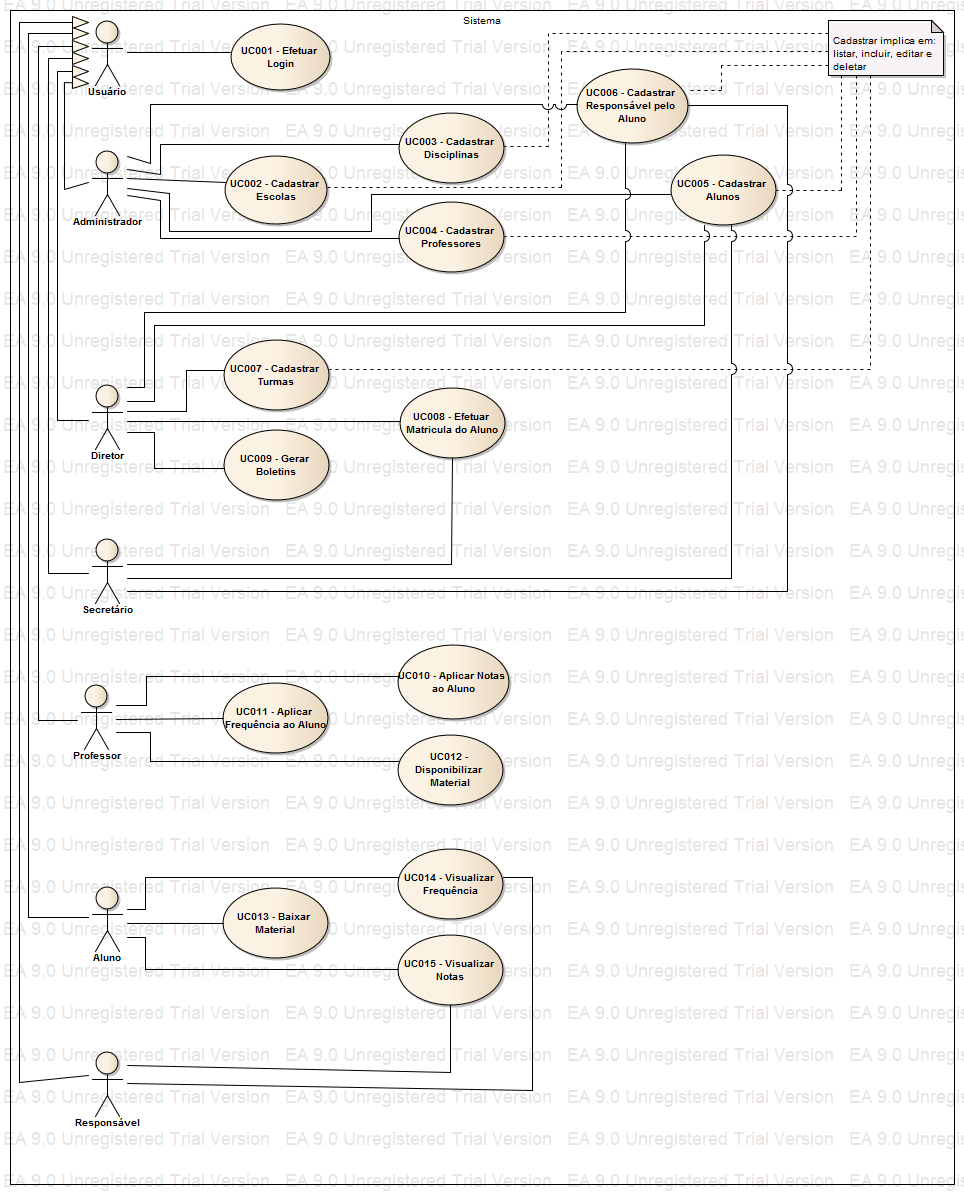 Sistema
Cadastrar implica em:
listar, incluir, editar e
deletar
Usuário
UC001 - Efetuar
Login
UC006 - Cadastrar
Responsável pelo
Aluno
UC003 - Cadastrar
Disciplinas
UC002 - Cadastrar
Escolas
UC005 - Cadastrar
Alunos
Administrador
UC004 - Cadastrar
Professores
UC007 - Cadastrar
Turmas
UC008 - Efetuar
Matricula do Aluno
Diretor
UC009 - Gerar
Boletins
Secretário
UC010 - Aplicar Notas
ao Aluno
UC011 - Aplicar
Frequência ao Aluno
Professor
UC012 -
Disponibilizar
Material
UC014 - Visualizar
Frequência
UC013 - Baixar
Material
Aluno
UC015 - Visualizar
Notas
Responsável
EA 9.0 Unregistered Trial Version